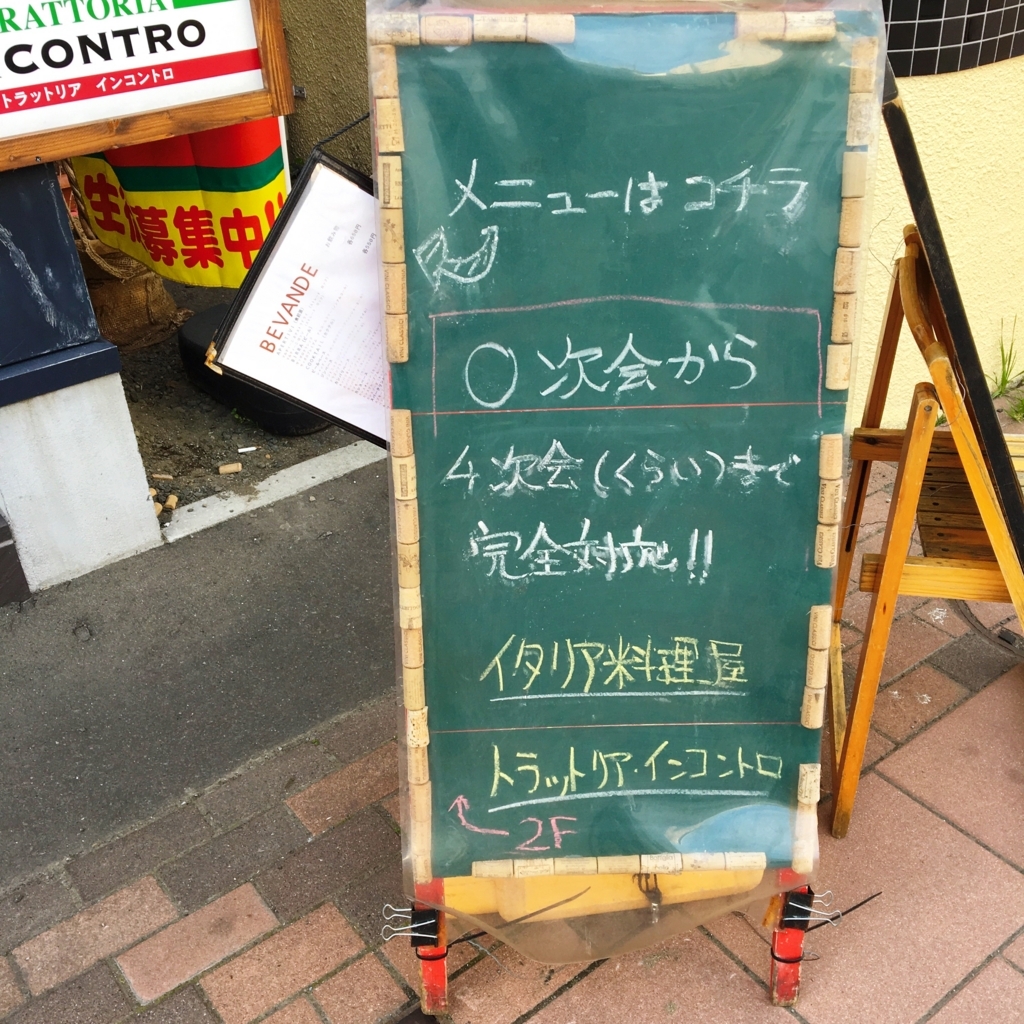 TRATTORIA
CONTRO
トラットリア インコントロ
募集中!!
BEVANDE
メニューはコチラ
〇次会から
4次会(くらい)まで
完全対応!!
イタリア料理屋
トラットリア・インコントロ
2F